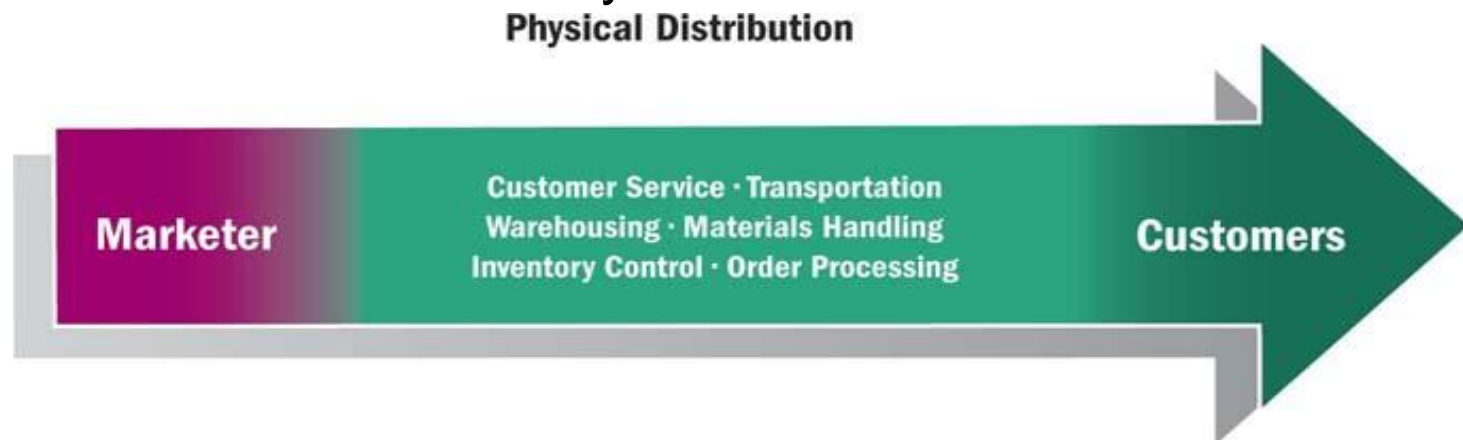 Physical Distribution
Customer Service · Transportation
Warehousing · Materials Handling
Inventory Control · Order Processing
Marketer
Customers